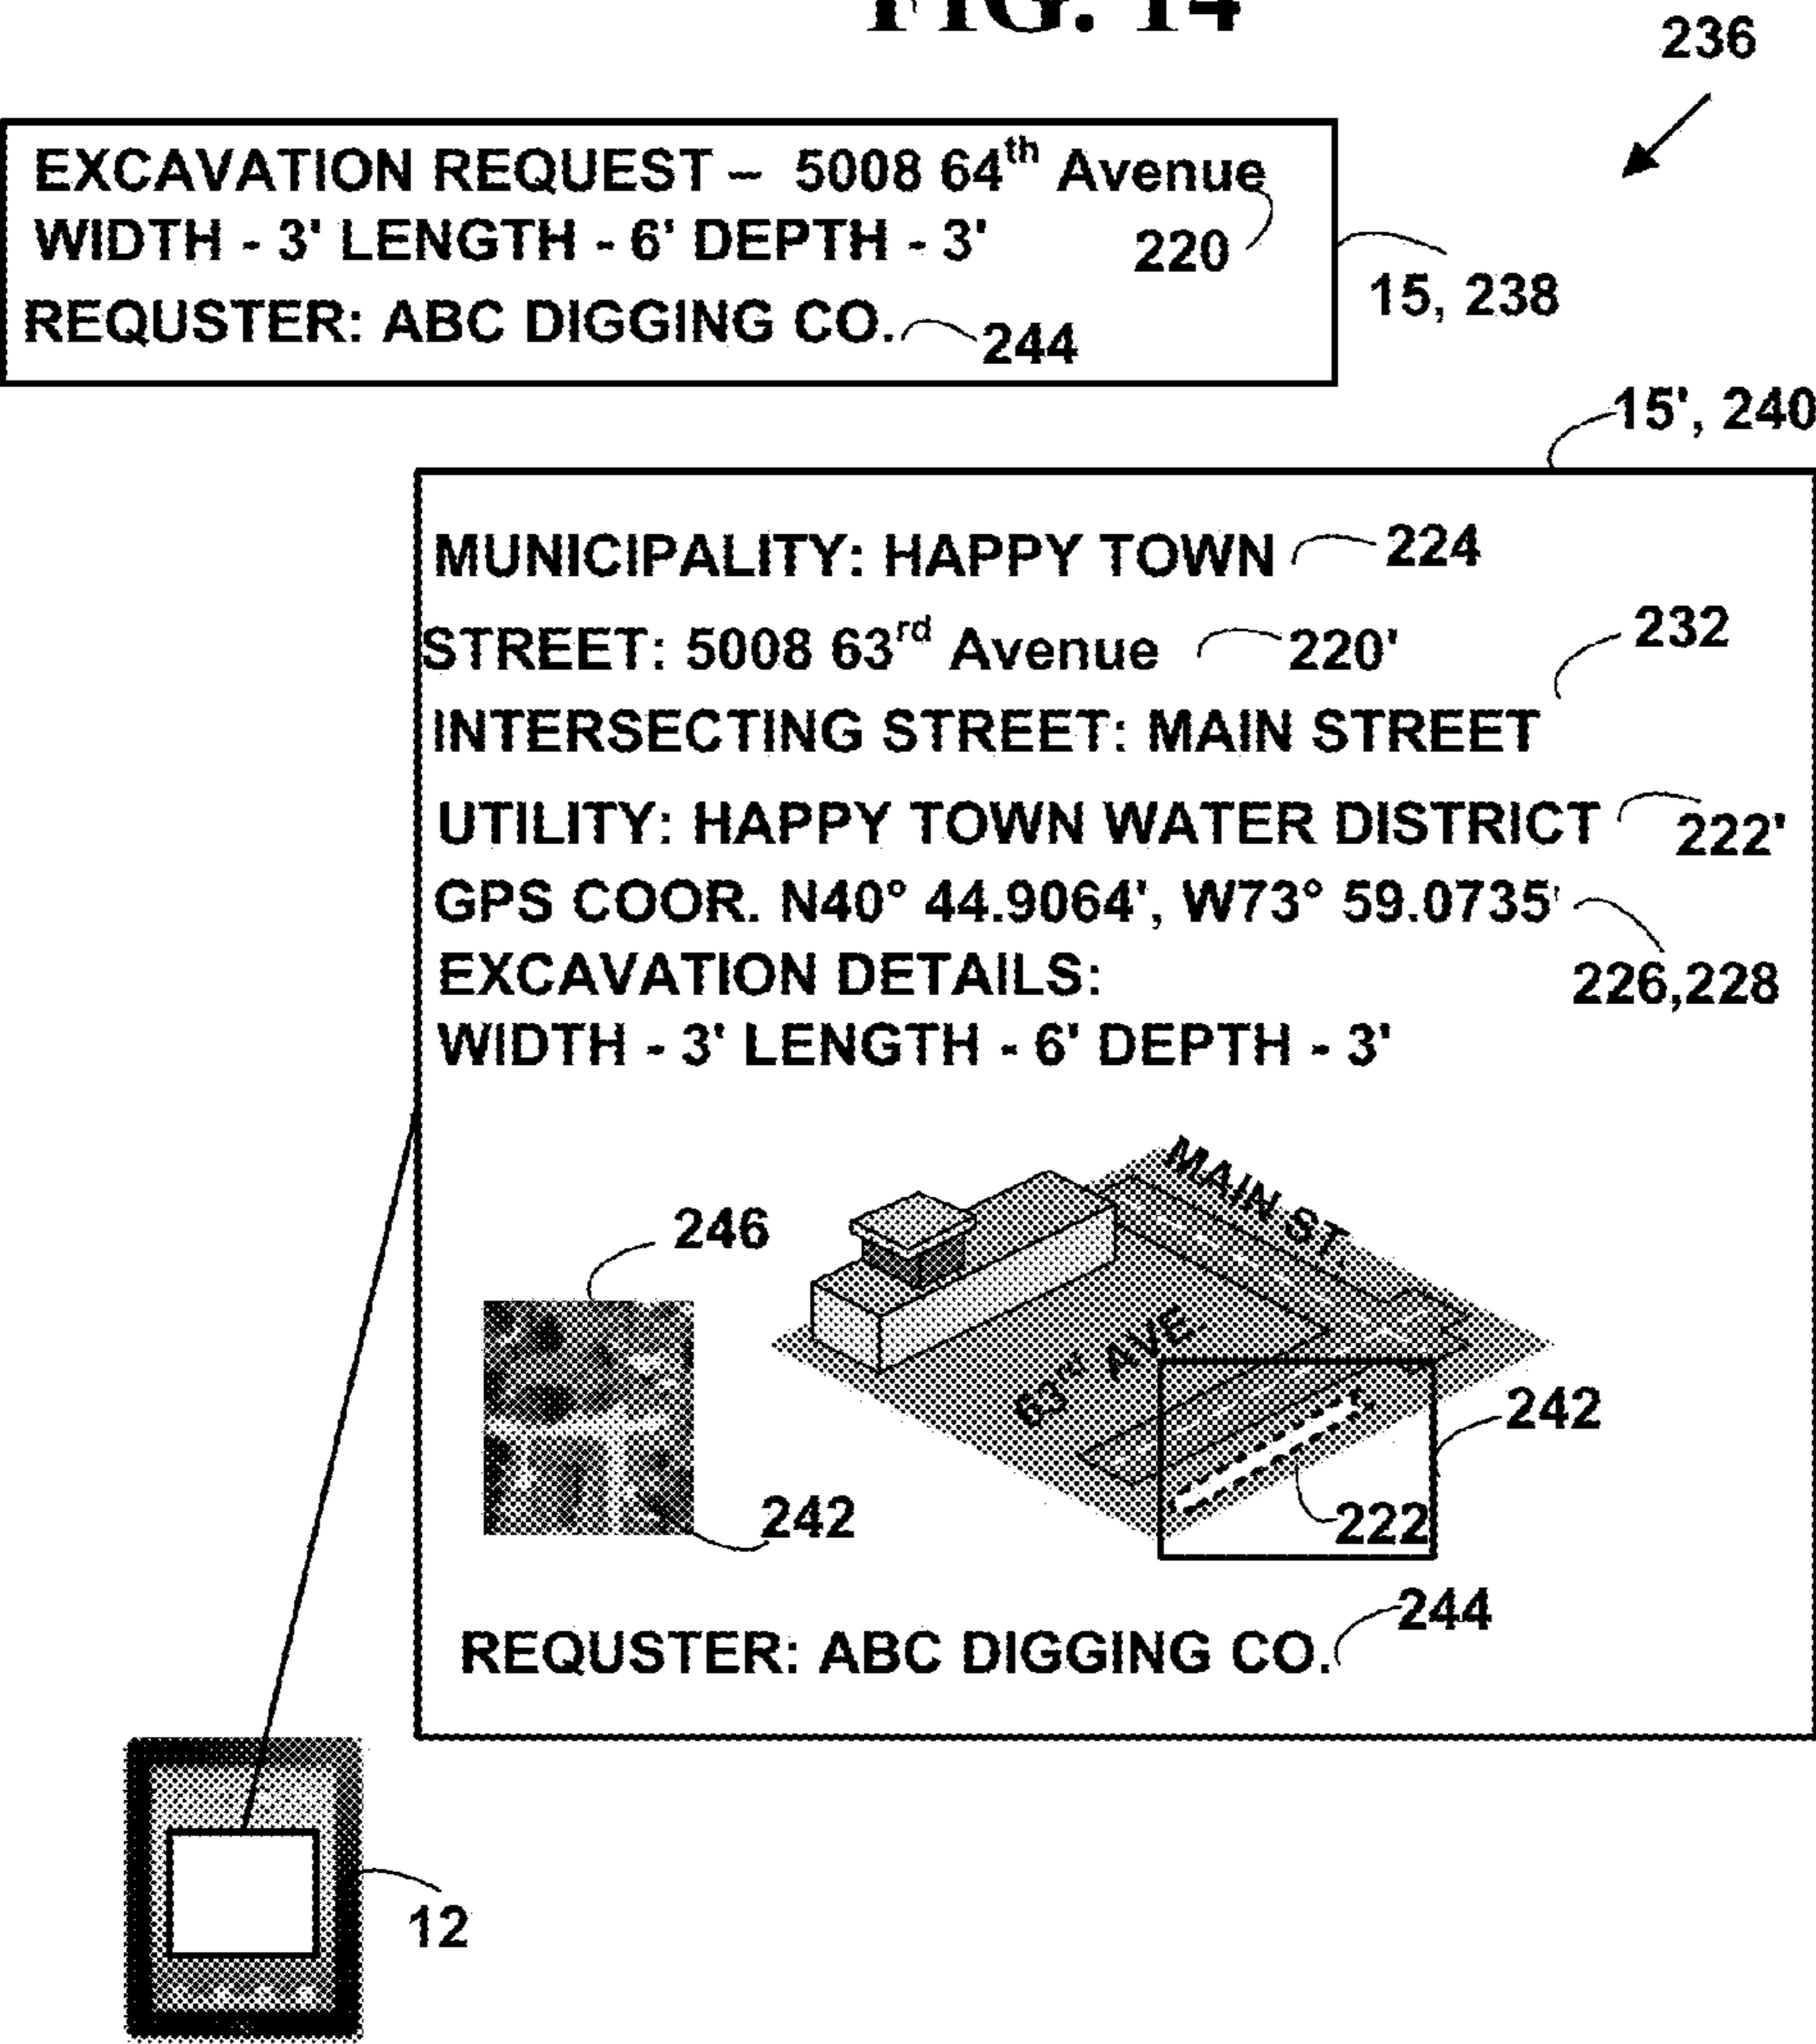 FIG. 14
236
EXCAVATION REQUEST – 5008 64th Avenue
WIDTH - 3' LENGTH - 6' DEPTH - 3'
220
REQUSTER: ABC DIGGING CO.
244
15, 238
15', 240
MUNICIPALITY: HAPPY TOWN
224
STREET: 5008 63rd Avenue
220'
232
INTERSECTING STREET: MAIN STREET
UTILITY: HAPPY TOWN WATER DISTRICT
222'
GPS COOR. N40° 44.9064', W73° 59.0735'
226,228
EXCAVATION DETAILS:
WIDTH - 3' LENGTH - 6' DEPTH - 3'
MAIN ST.
246
63rd AVE
242
242
222
244
REQUSTER: ABC DIGGING CO.
12